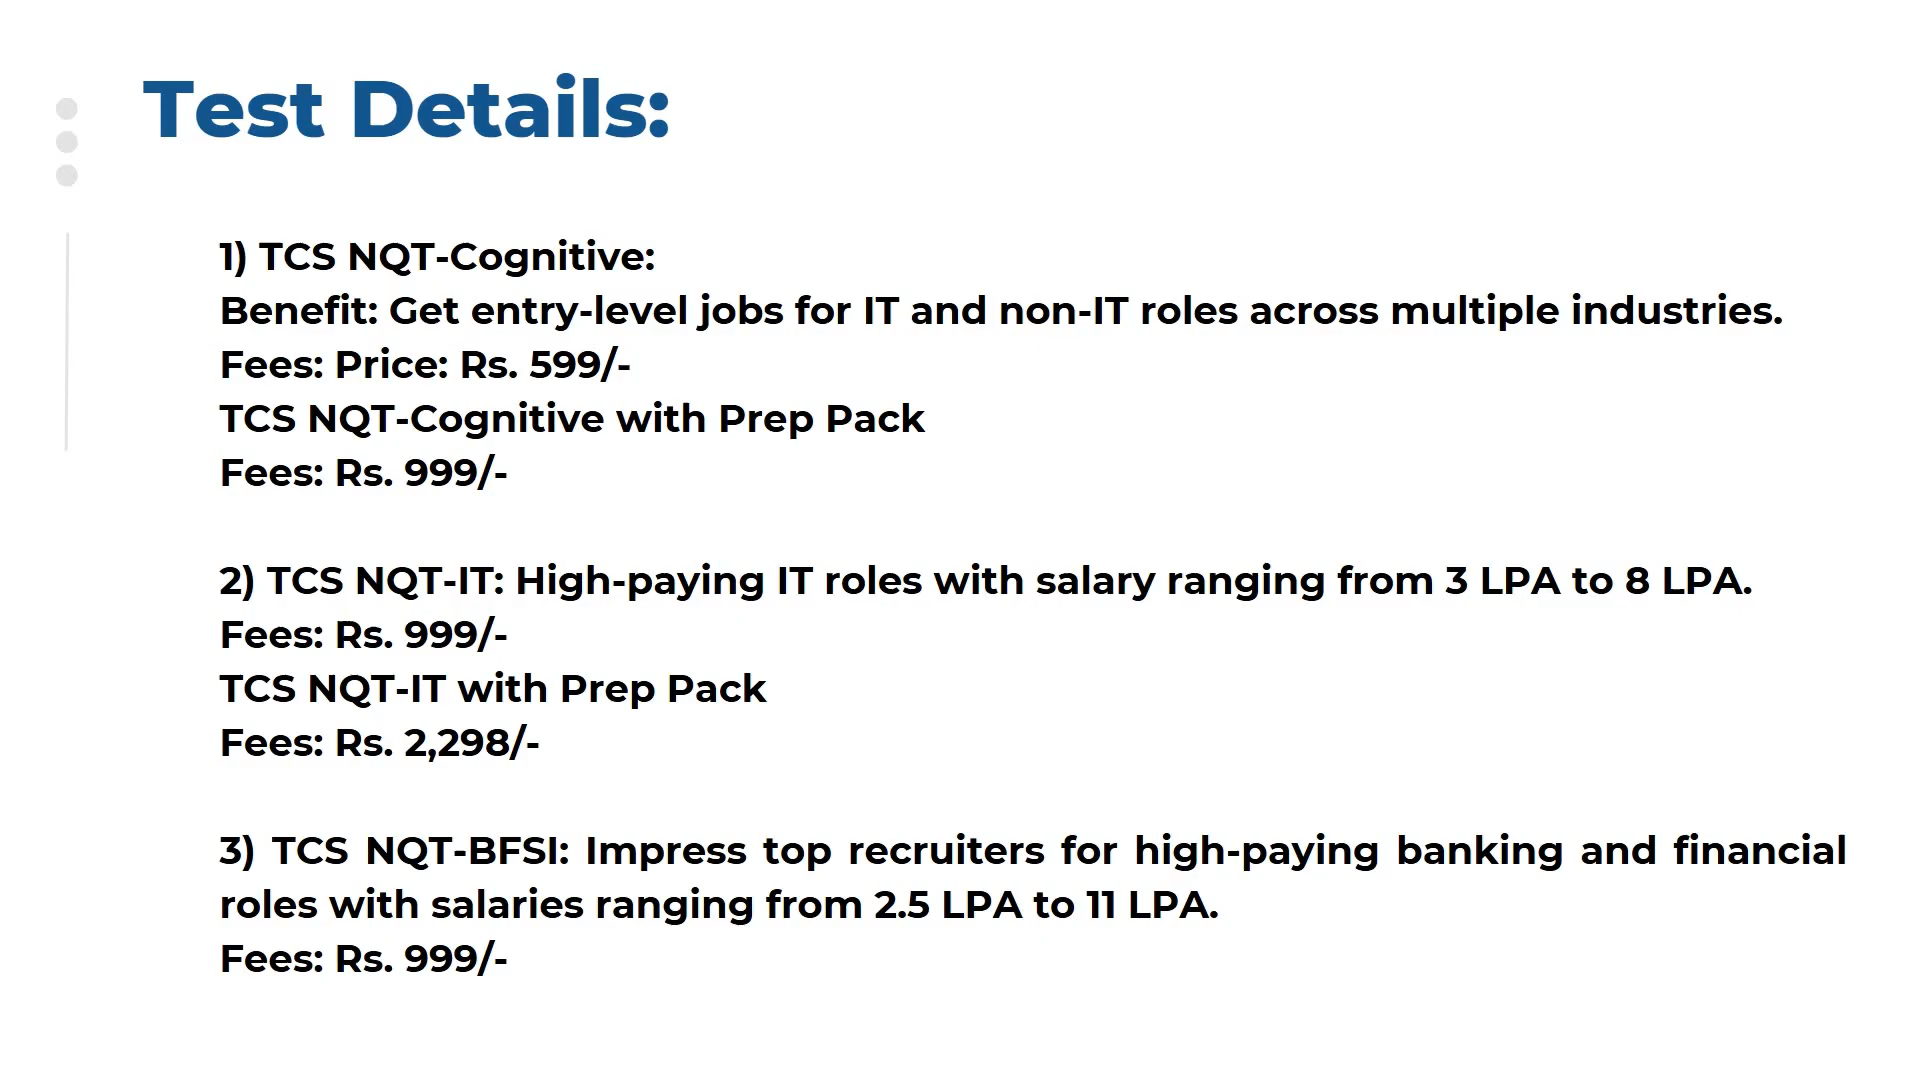 Test Details:
1) TCS NQT-Cognitive:
Benefit: Get entry-level jobs for IT and non-IT roles across multiple industries.
Fees: Price: Rs. 599/-
TCS NQT-Cognitive with Prep Pack
Fees: Rs. 999/-
2) TCS NQT-IT: High-paying IT roles with salary ranging from 3 LPA to 8 LPA.
Fees: Rs. 999/-
TCS NQT-IT with Prep Pack
Fees: Rs. 2,298/-
3) TCS NQT-BFSI: Impress top recruiters for high-paying banking and financial
roles with salaries ranging from 2.5 LPA to 11 LPA.
Fees: Rs. 999/-